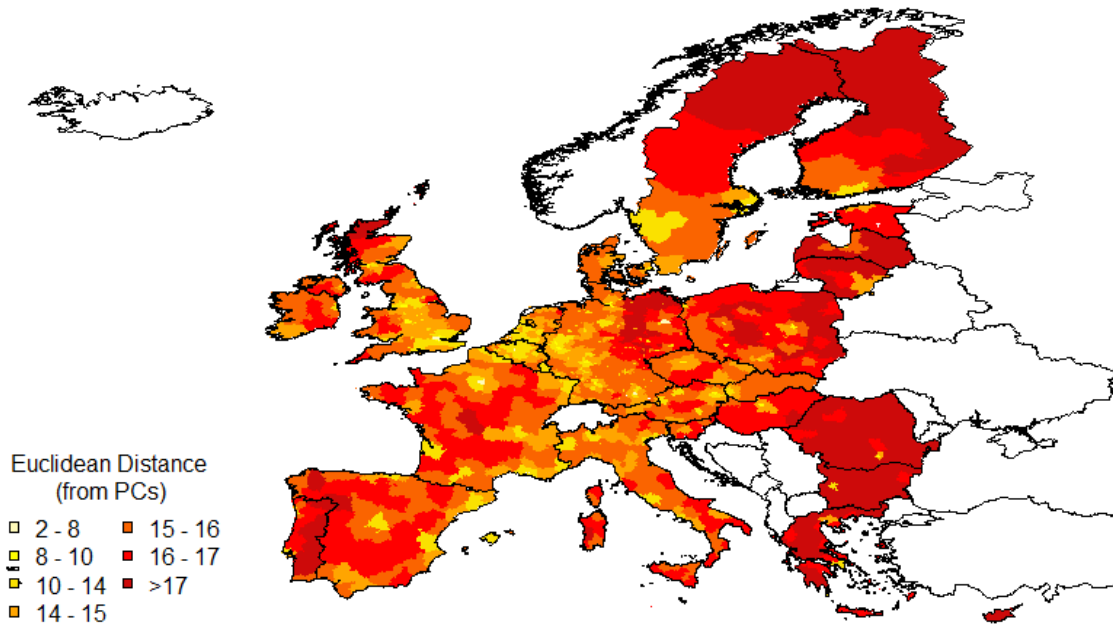 Euclidean Distance
(from PCs)
2 - 8
8 - 10
10 - 14
14 - 15
15 - 16
16 - 17
>17